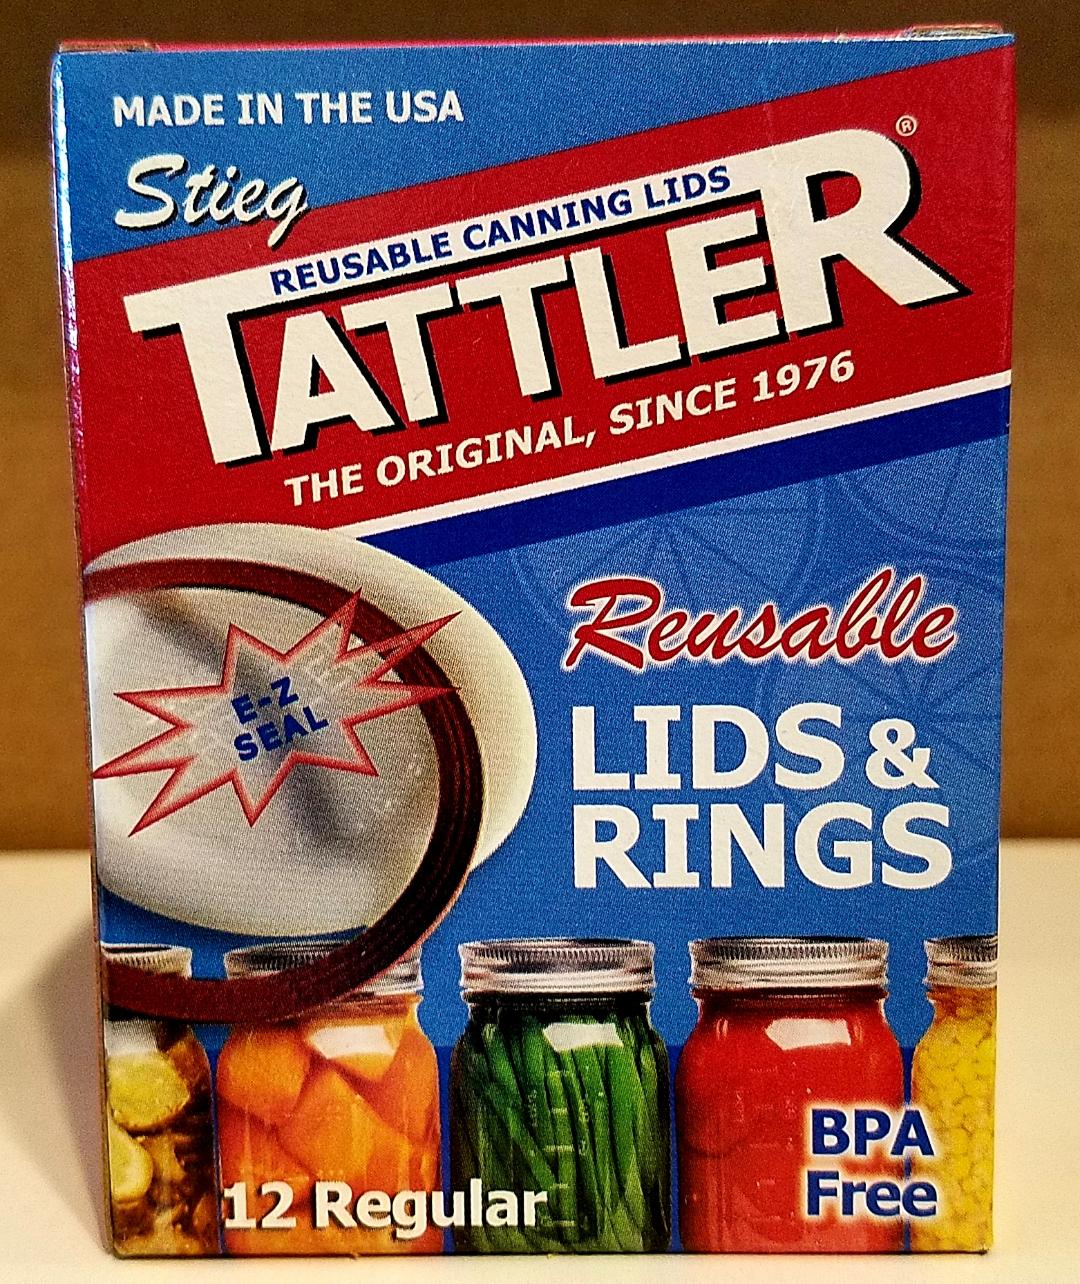 MADE IN THE USA
Stieg
REUSABLE CANNING LIDS
TATTLER®
THE ORIGINAL, SINCE 1976
Reusable
LIDS &
RINGS
E-Z
SEAL
12 Regular
BPA
Free